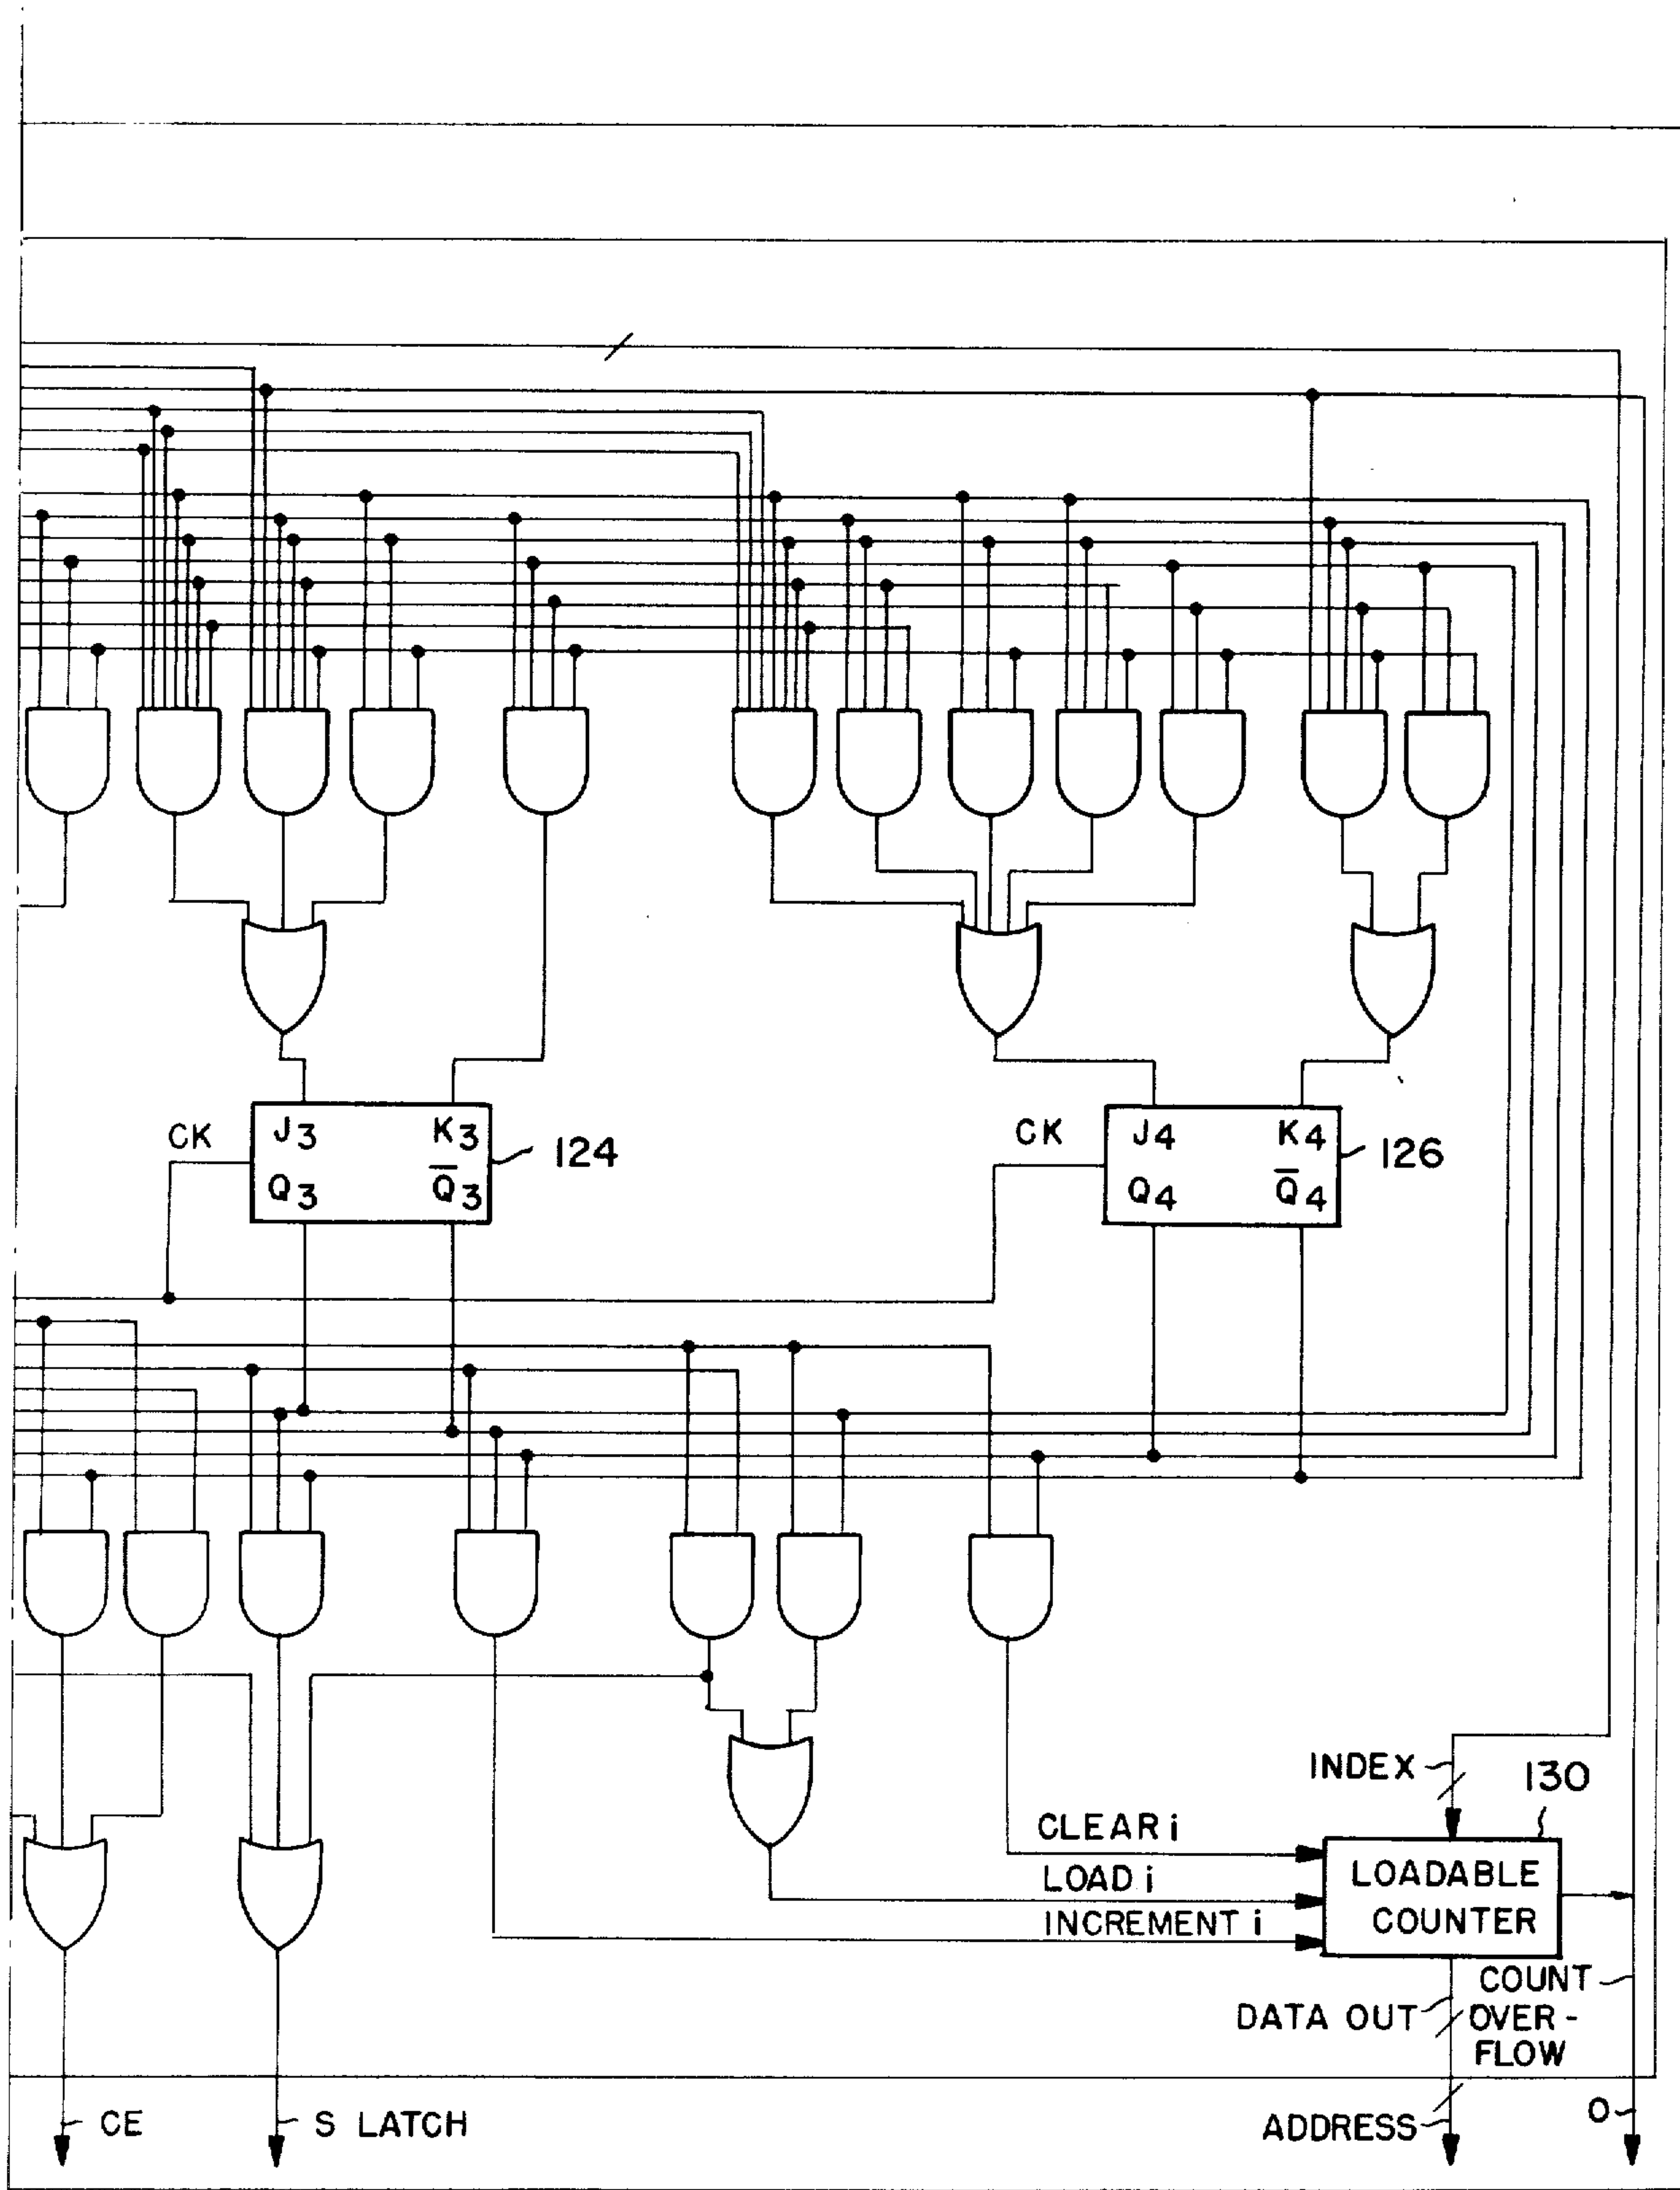 CK
J3 K3
Q3 Q̅3
124
CK
J4 K4
Q4 Q̅4
126
INDEX
130
CLEAR i
LOAD i
INCREMENT i
LOADABLE
COUNTER
COUNT
OVER-
FLOW
DATA OUT
CE
S LATCH
ADDRESS
O